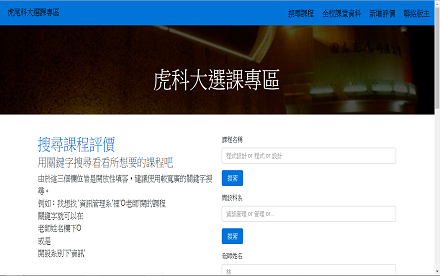 虎尾科大選課專區
搜尋課程 全校課堂資料 新增評價 聯絡版主
虎科大選課專區
搜尋課程評價
用關鍵字搜尋看看所想要的課程吧
由於這三個欄位皆是開放性填答，建議使用較寬廣的關鍵字搜
尋。
例如：我想找'資訊管理系'裡'O老師'開的課程
關鍵字就可以在
老師姓名欄下O
或是
開設系別下'資訊'
課程名稱
程式設計 or 程式 or 設計
搜尋
開設科系
資訊管理 or 管理 or ...
搜尋
老師姓名
林